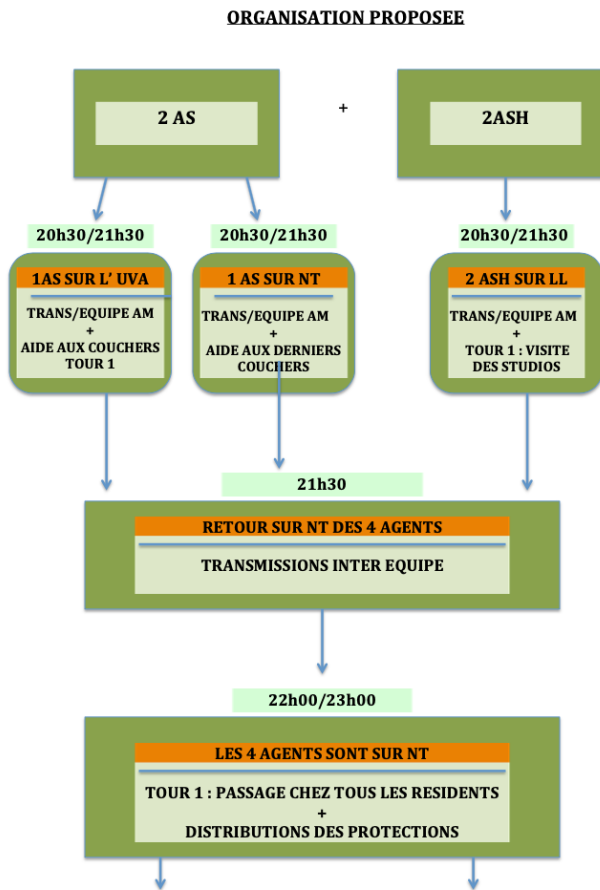 ORGANISATION PROPOSEE
2 AS
+
2ASH
20h30/21h30
20h30/21h30
20h30/21h30
1AS SUR L' UVA
TRANS/EQUIPE AM
+
AIDE AUX COUCHERS
TOUR 1
1 AS SUR NT
TRANS/EQUIPE AM
+
AIDE AUX DERNIERS
COUCHERS
2 ASH SUR LL
TRANS/EQUIPE AM
+
TOUR 1 : VISITE
DES STUDIOS
21h30
RETOUR SUR NT DES 4 AGENTS
TRANSMISSIONS INTER EQUIPE
22h00/23h00
LES 4 AGENTS SONT SUR NT
TOUR 1 : PASSAGE CHEZ TOUS LES RESIDENTS
+
DISTRIBUTIONS DES PROTECTIONS